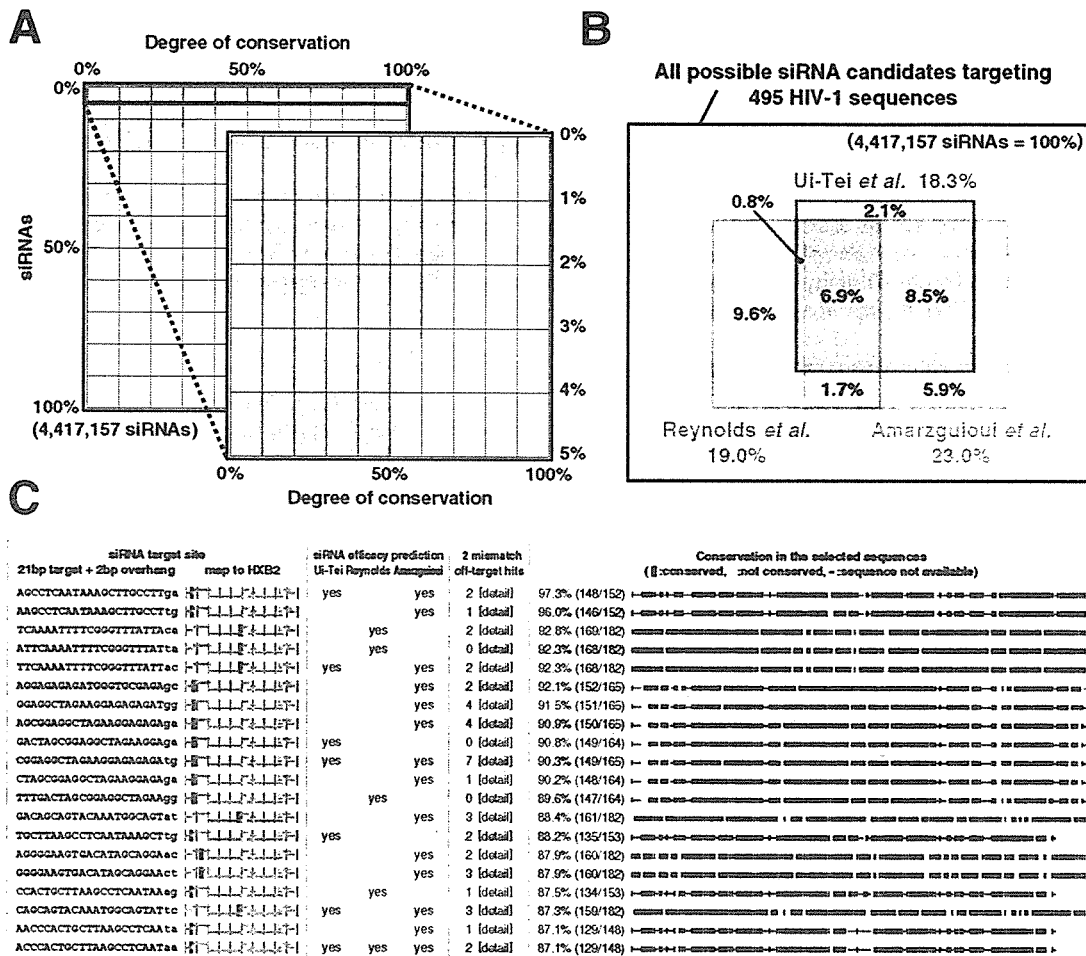 A
Degree of conservation
0% 50% 100%
0%
50%
100%
siRNAs
(4,417,157 siRNAs)
0%
1%
2%
3%
4%
5%
0% 50% 100%
Degree of conservation
B
All possible siRNA candidates targeting
495 HIV-1 sequences
(4,417,157 siRNAs = 100%)
Ui-Tei et al. 18.3%
0.8%
2.1%
9.6%
6.9%
8.5%
1.7%
5.9%
Reynolds et al.
19.0%
Amarzguioui et al.
23.0%
C
siRNA target site
21bp target + 2bp overhang map to HXB2
siRNA efficacy prediction
Ui-Tei Reynolds
2 mismatch
off-target hits
Conservation in the selected sequences
( :conserved, :not conserved, - :sequence not available)
AGCCTCAATAAAGCTTGCCTTga yes yes 2 [detail] 97.3% (148/152)
AAGCCTCAATAAAGCTTGCCTtg yes 1 [detail] 96.0% (146/152)
TCAAAATTTTCGGGTTTATTAca yes 2 [detail] 92.8% (169/182)
ATTCAAAATTTTCGGGTTTATta yes 0 [detail] 92.3% (168/182)
TTCAAAATTTTCGGGTTTATTac yes yes 2 [detail] 92.3% (168/182)
AGGAGAGAGATGGGTGCGAGAgc yes 2 [detail] 92.1% (152/165)
GGAGGCTAGAAGGAGAGAGATgg yes 4 [detail] 91.5% (151/165)
AGCGGAGGCTAGAAGGAGAGAga yes 4 [detail] 90.9% (150/165)
GACTAGCGGAGGCTAGAAGGAga yes 0 [detail] 90.8% (149/164)
CGGAGGCTAGAAGGAGAGAGAtg yes yes 7 [detail] 90.3% (149/165)
CTAGCGGAGGCTAGAAGGAGAga yes 1 [detail] 90.2% (148/164)
TTTGACTAGCGGAGGCTAGAAgg yes 0 [detail] 89.6% (147/164)
GACAGCAGTACAAATGGCAGTat yes 3 [detail] 88.4% (161/182)
TGCTTAAGCCTCAATAAAGCTtg yes 2 [detail] 88.2% (135/153)
AGGGGAAGTGACATAGCAGGAac yes 2 [detail] 87.9% (160/182)
GGGGAAGTGACATAGCAGGAAct yes 3 [detail] 87.9% (160/182)
CCACTGCTTAAGCCTCAATAAag yes 1 [detail] 87.5% (134/153)
CAGCAGTACAAATGGCAGTATtc yes yes 3 [detail] 87.3% (159/182)
AACCCACTGCTTAAGCCTCAAta yes 1 [detail] 87.1% (129/148)
ACCCACTGCTTAAGCCTCAATaa yes yes yes 2 [detail] 87.1% (129/148)